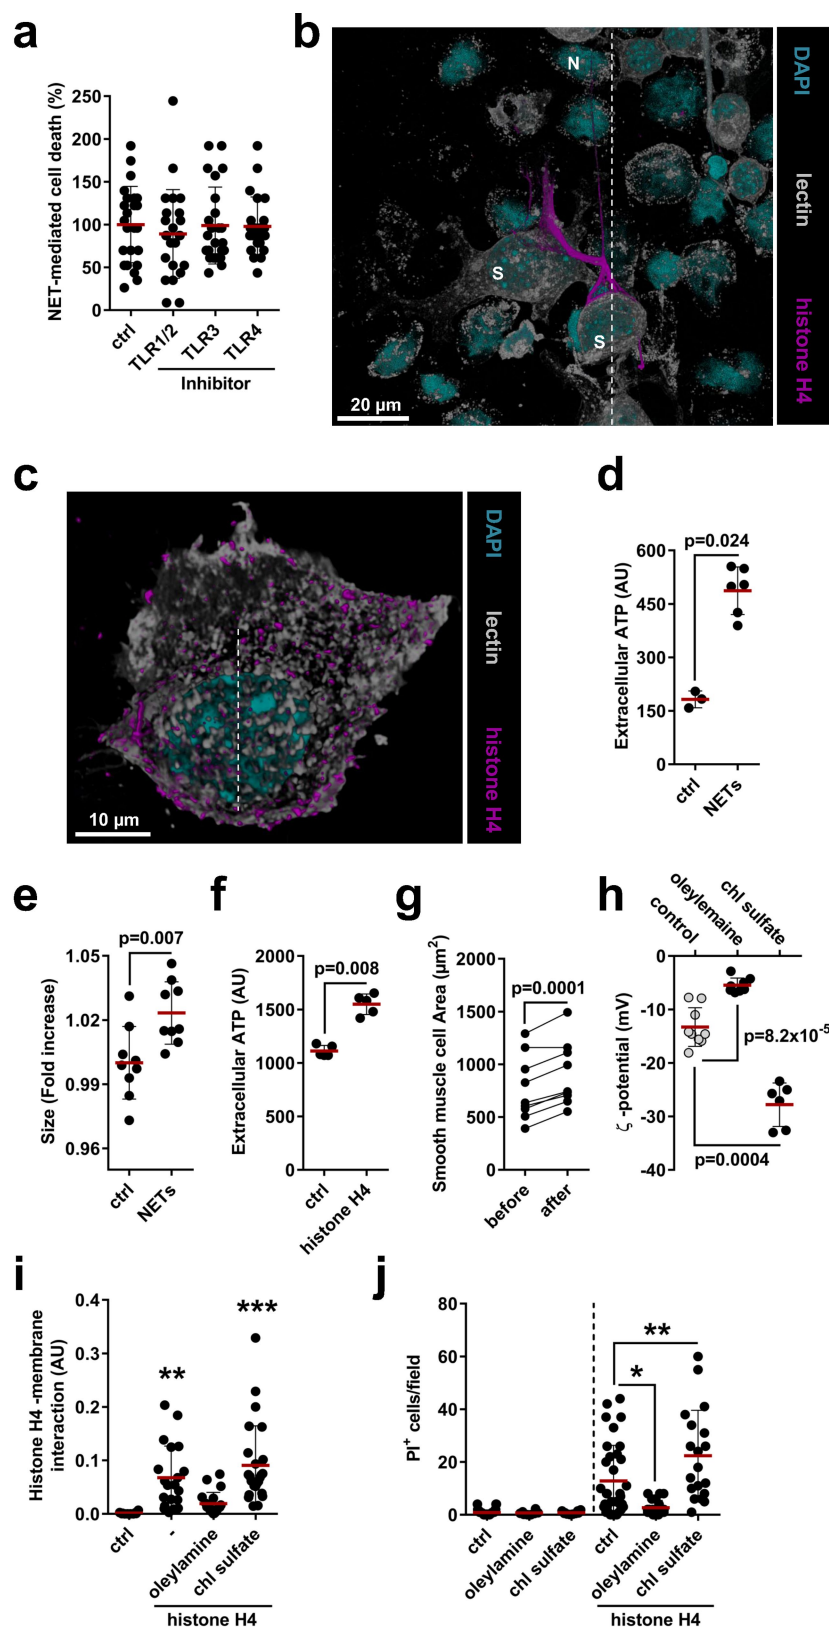 a
NET-mediated cell death (%)
250
200
150
100
50
0
ctrl
TLR1/2
TLR3
TLR4
Inhibitor
b
N
S
S
20 µm
DAPI
lectin
histone H4
c
10 µm
DAPI
lectin
histone H4
d
p=0.024
Extracellular ATP (AU)
600
450
300
150
0
ctrl
NETs
e
p=0.007
Size (Fold increase)
1.05
1.02
0.99
0.96
ctrl
NETs
f
p=0.008
Extracellular ATP (AU)
2000
1500
1000
500
0
ctrl
histone H4
g
p=0.0001
Smooth muscle cell Area (µm²)
2000
1500
1000
500
0
before
after
h
control
oleylemaine
chl sulfate
ζ -potential (mV)
0
-10
-20
-30
-40
p=8.2x10⁻⁵
p=0.0004
i
Histone H4 -membrane
interaction (AU)
0.4
0.3
0.2
0.1
0.0
**
***
ctrl
-
oleylamine
chl sulfate
histone H4
j
PI⁺ cells/field
80
60
40
20
0
**
*
ctrl
oleylamine
chl sulfate
ctrl
oleylamine
chl sulfate
histone H4